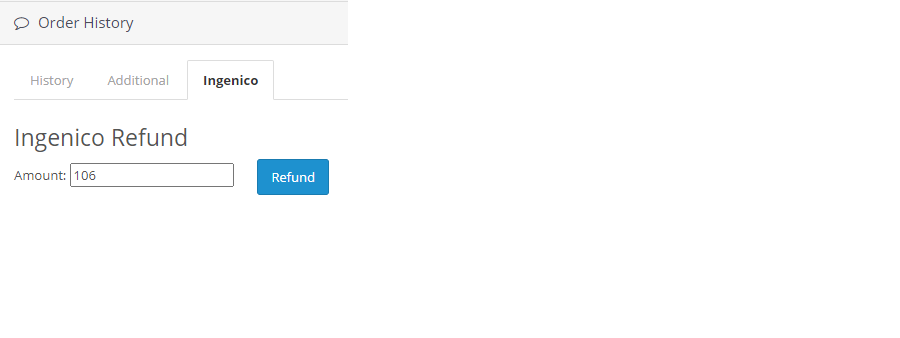 Order History
History Additional Ingenico
Ingenico Refund
Amount: 106 Refund